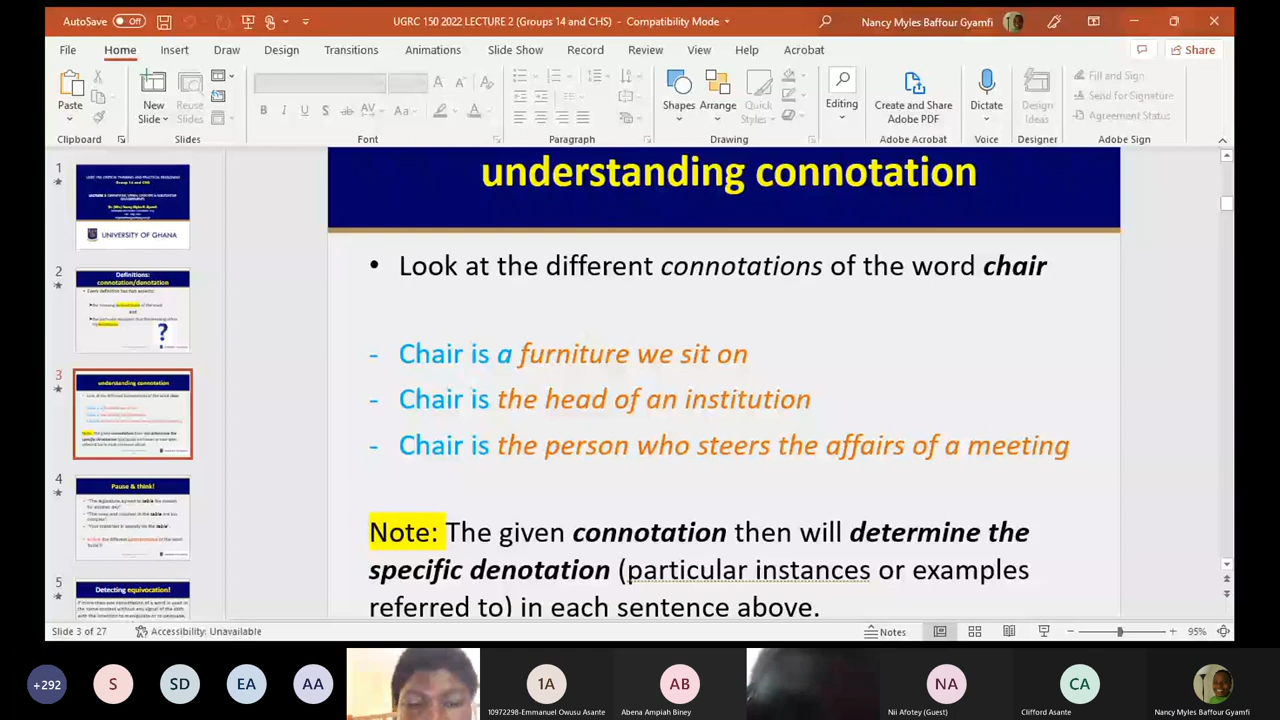 AutoSave Off UGRC 150 2022 LECTURE 2 (Groups 14 and CHS) - Compatibility Mode Nancy Myles Baffour Gyamfi
File Home Insert Draw Design Transitions Animations Slide Show Record Review View Help Acrobat Share
Paste New Slide Reuse Slides Shapes Arrange Quick Styles Editing Create and Share Adobe PDF Dictate Design Ideas Fill and Sign
Send for Signature
Agreement Status
Clipboard Slides Font Paragraph Drawing Adobe Acrobat Voice Designer Adobe Sign
1
UNIVERSITY OF GHANA
2
Definitions:
connotation/denotation
?
3
understanding connotation
4
Pause & think!
5
Detecting equivocation!
understanding connotation
• Look at the different connotations of the word chair
- Chair is a furniture we sit on
- Chair is the head of an institution
- Chair is the person who steers the affairs of a meeting
Note: The given connotation then will determine the
specific denotation (particular instances or examples
referred to) in each sentence above.
Slide 3 of 27 Accessibility: Unavailable Notes 95%
+292 S SD EA AA 1A AB NA CA
10972298-Emmanuel Owusu Asante Abena Ampiah Biney Nii Afotey (Guest) Clifford Asante Nancy Myles Baffour Gyamfi